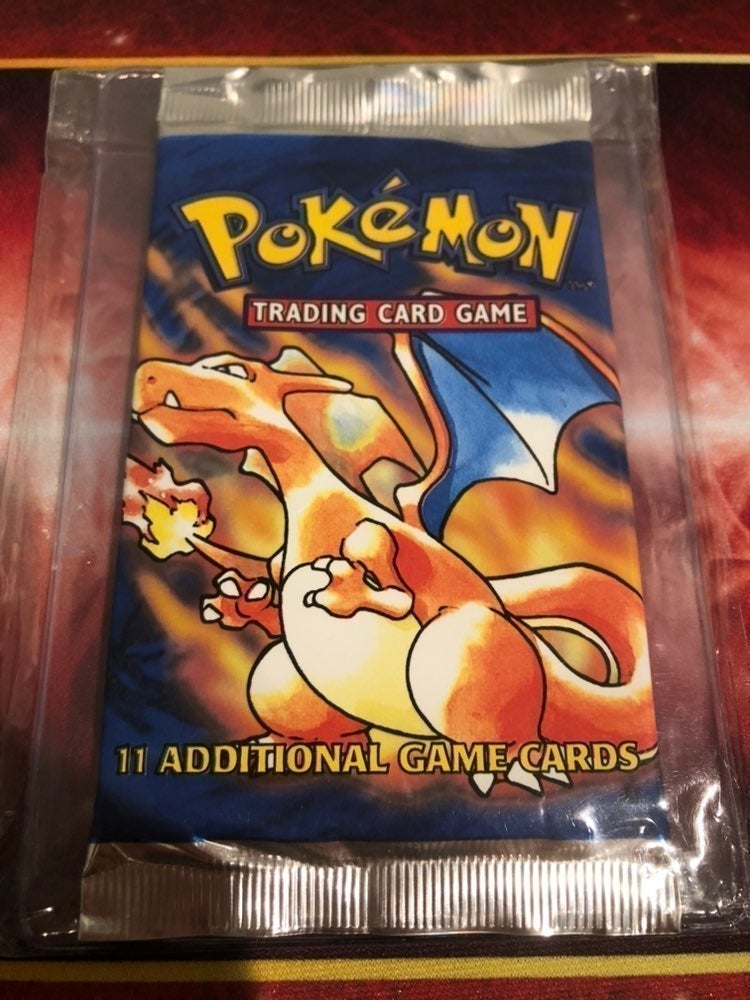 POKéMON
TRADING CARD GAME
11 ADDITIONAL GAME CARDS